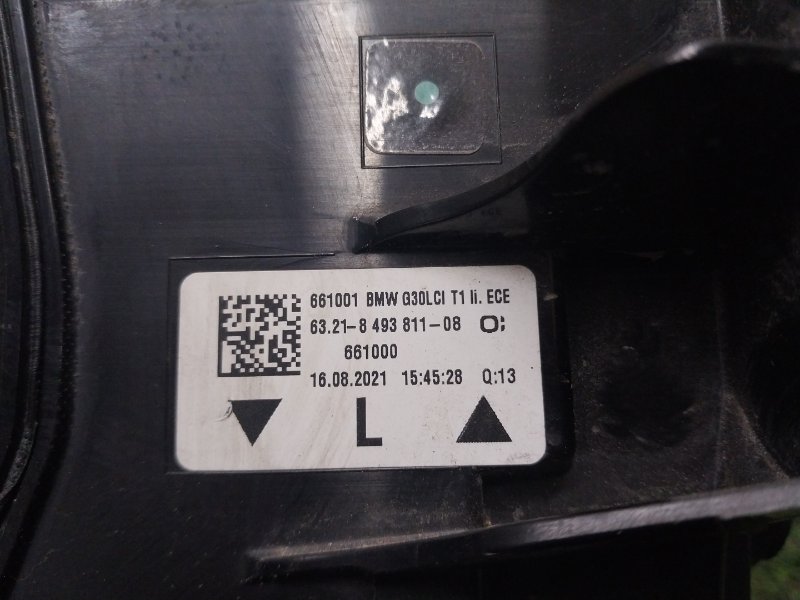 661001 BMW G30LCI T1 li. ECE
63.21-8 493 811-08
661000
16.08.2021 15:45:28 Q:13
L